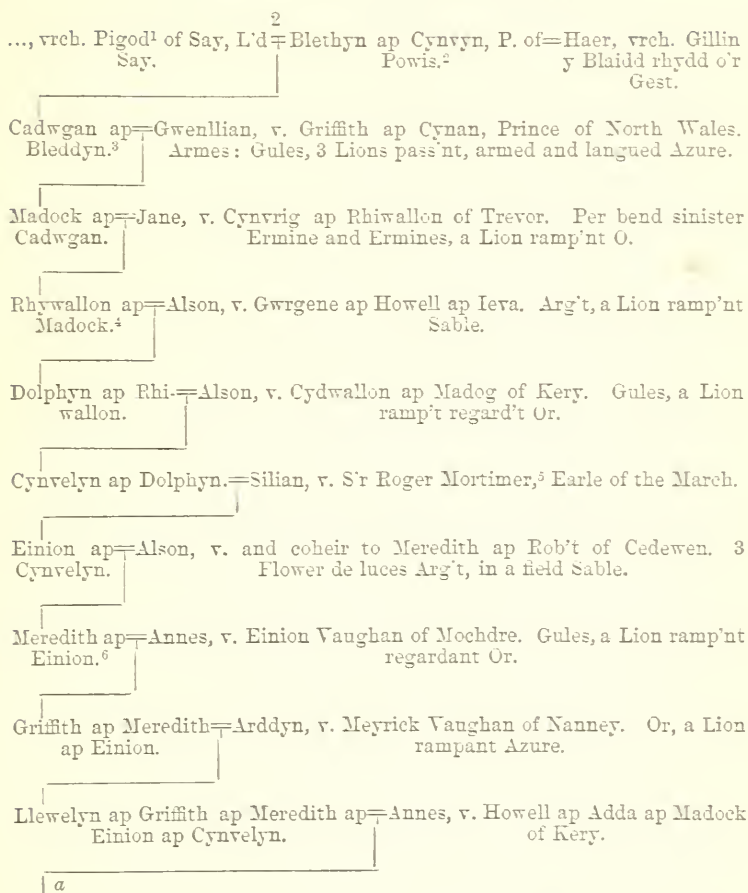 2
..., vrch. Pigod¹ of Say, L'd=Blethyn ap Cynvyn, P. of=Haer, vrch. Gillin
Say. Powis.² y Blaidd rhydd o'r
Gest.
Cadwgan ap=Gwenllian, v. Griffith ap Cynan, Prince of North Wales.
Bleddyn.³ Armes: Gules, 3 Lions pass'nt, armed and langued Azure.
Madock ap=Jane, v. Cynvrig ap Rhiwallon of Trevor. Per bend sinister
Cadwgan. Ermine and Ermines, a Lion ramp'nt O.
Rhywallon ap=Alson, v. Gwrgene ap Howell ap Ieva. Arg't, a Lion ramp'nt
Madock.⁴ Sable.
Dolphyn ap Rhi-=Alson, v. Cydwallon ap Madog of Kery. Gules, a Lion
wallon. ramp't regard't Or.
Cynvelyn ap Dolphyn.=Silian, v. S'r Roger Mortimer,⁵ Earle of the March.
Einion ap=Alson, v. and coheir to Meredith ap Rob't of Cedewen. 3
Cynvelyn. Flower de luces Arg't, in a field Sable.
Meredith ap=Annes, v. Einion Vaughan of Mochdre. Gules, a Lion ramp'nt
Einion.⁶ regardant Or.
Griffith ap Meredith=Arddyn, v. Meyrick Vaughan of Nanney. Or, a Lion
ap Einion. rampant Azure.
Llewelyn ap Griffith ap Meredith ap=Annes, v. Howell ap Adda ap Madock
Einion ap Cynvelyn. of Kery.
a